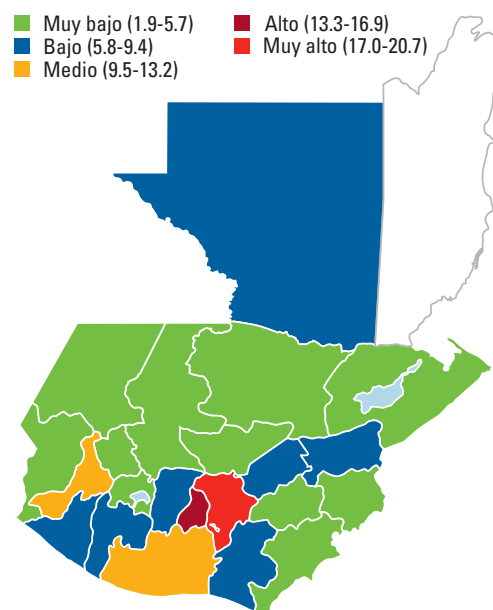 Muy bajo (1.9-5.7)
Bajo (5.8-9.4)
Medio (9.5-13.2)
Alto (13.3-16.9)
Muy alto (17.0-20.7)